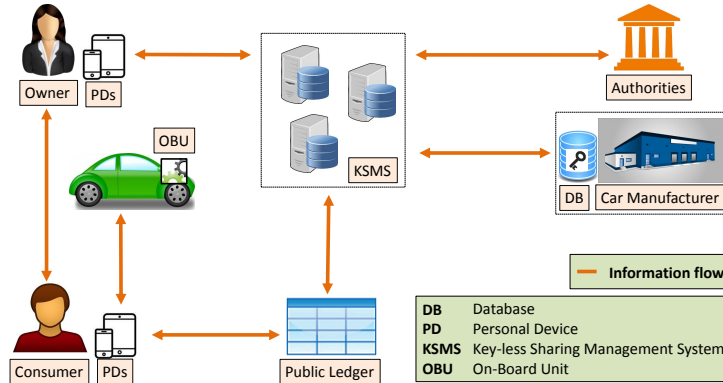 Owner
PDs
Authorities
OBU
KSMS
DB
Car Manufacturer
Information flow
Consumer
PDs
Public Ledger
DB Database
PD Personal Device
KSMS Key-less Sharing Management System
OBU On-Board Unit